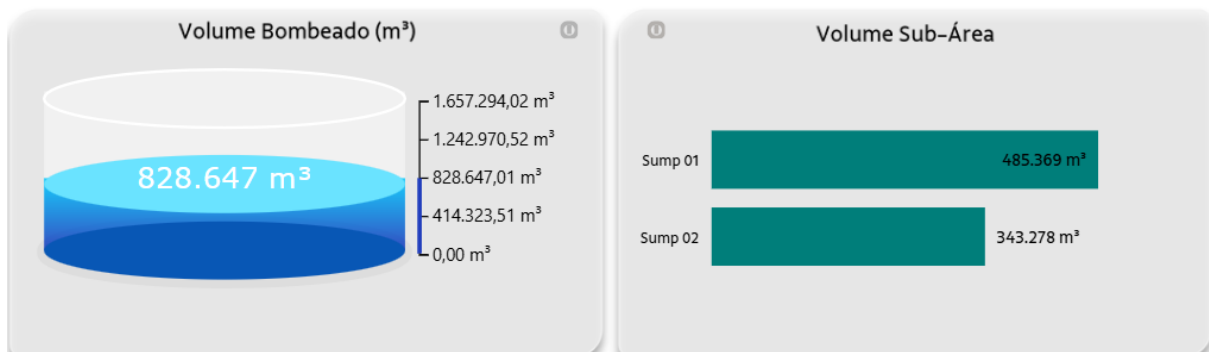 Volume Bombeado (m³)
828.647 m³
1.657.294,02 m³
1.242.970,52 m³
828.647,01 m³
414.323,51 m³
0,00 m³
Volume Sub-Área
Sump 01
485.369 m³
Sump 02
343.278 m³